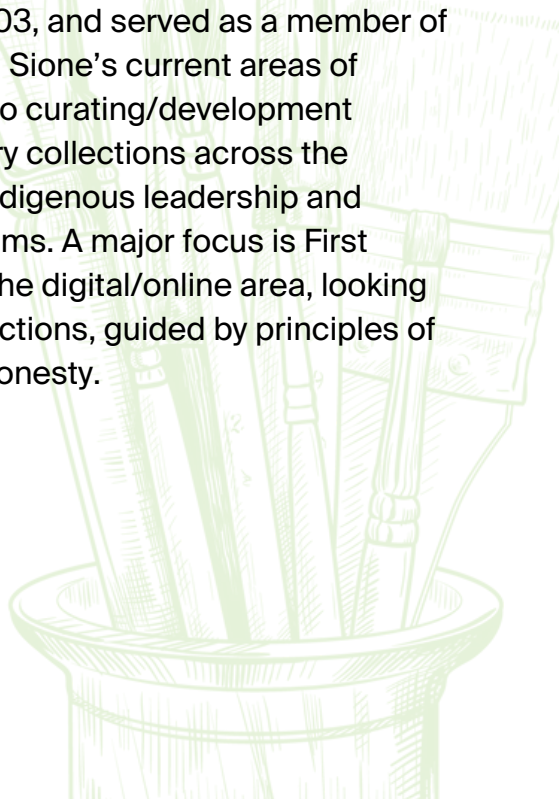 03, and served as a member of
Sione’s current areas of
o curating/development
ry collections across the
digenous leadership and
ms. A major focus is First
he digital/online area, looking
ctions, guided by principles of
onesty.